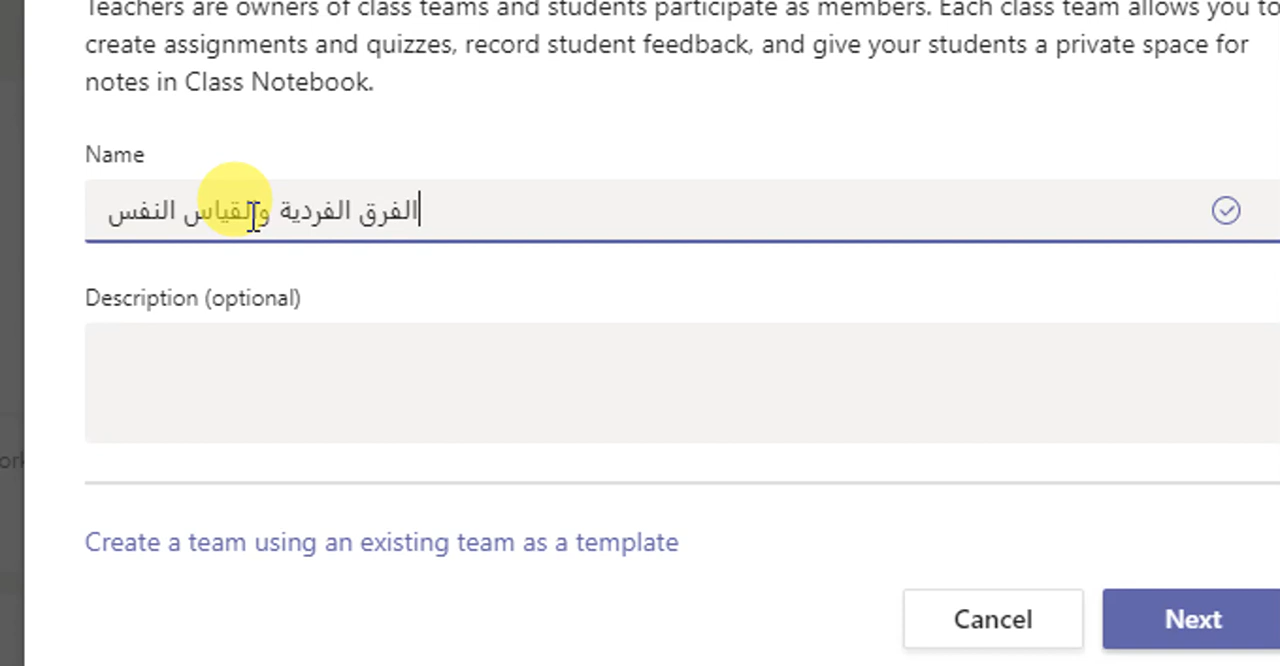 Teachers are owners of class teams and students participate as members. Each class team allows you to
create assignments and quizzes, record student feedback, and give your students a private space for
notes in Class Notebook.
Name
الفرق الفردية والقياس النفس
Description (optional)
ork
Create a team using an existing team as a template
Cancel
Next